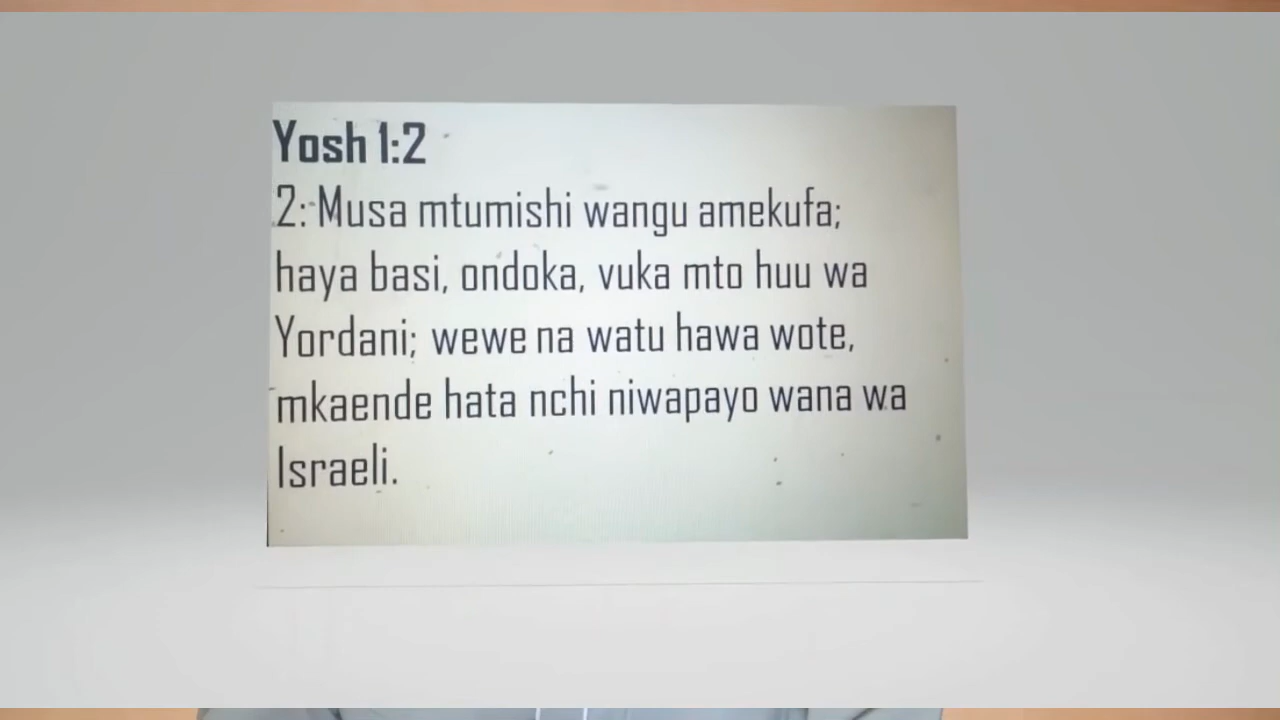 Yosh 1:2
2: Musa mtumishi wangu amekufa;
haya basi, ondoka, vuka mto huu wa
Yordani; wewe na watu hawa wote,
mkaende hata nchi niwapayo wana wa
Israeli.